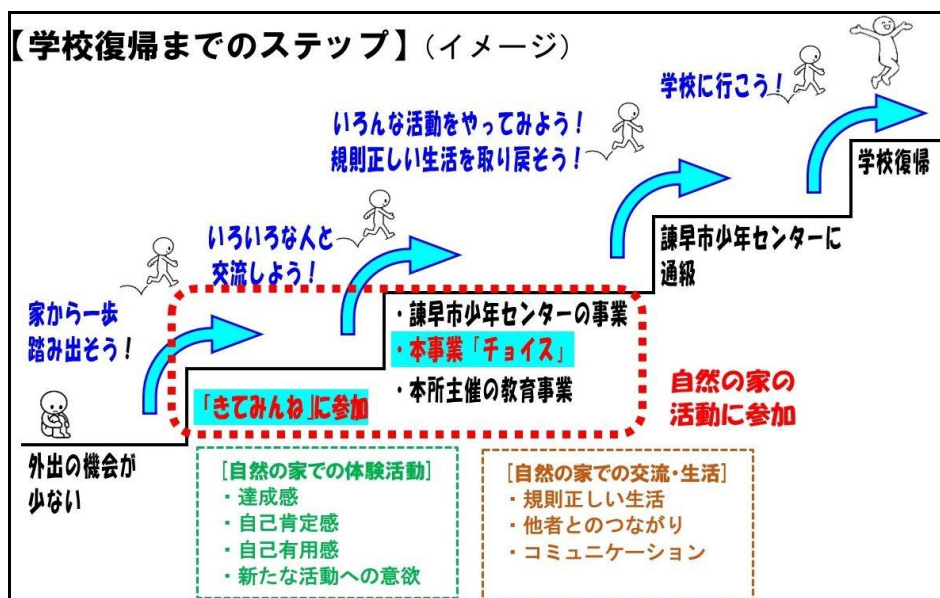 【学校復帰までのステップ】(イメージ)
学校に行こう!
いろんな活動をやってみよう!
規則正しい生活を取り戻そう!
学校復帰
いろいろな人と
交流しよう!
諫早市少年センターに
通級
家から一歩
踏み出そう!
・諫早市少年センターの事業
・本事業「チョイス」
・本所主催の教育事業
「きてみんね」に参加
自然の家の
活動に参加
外出の機会が
少ない
[自然の家での体験活動]
・達成感
・自己肯定感
・自己有用感
・新たな活動への意欲
[自然の家での交流・生活]
・規則正しい生活
・他者とのつながり
・コミュニケーション